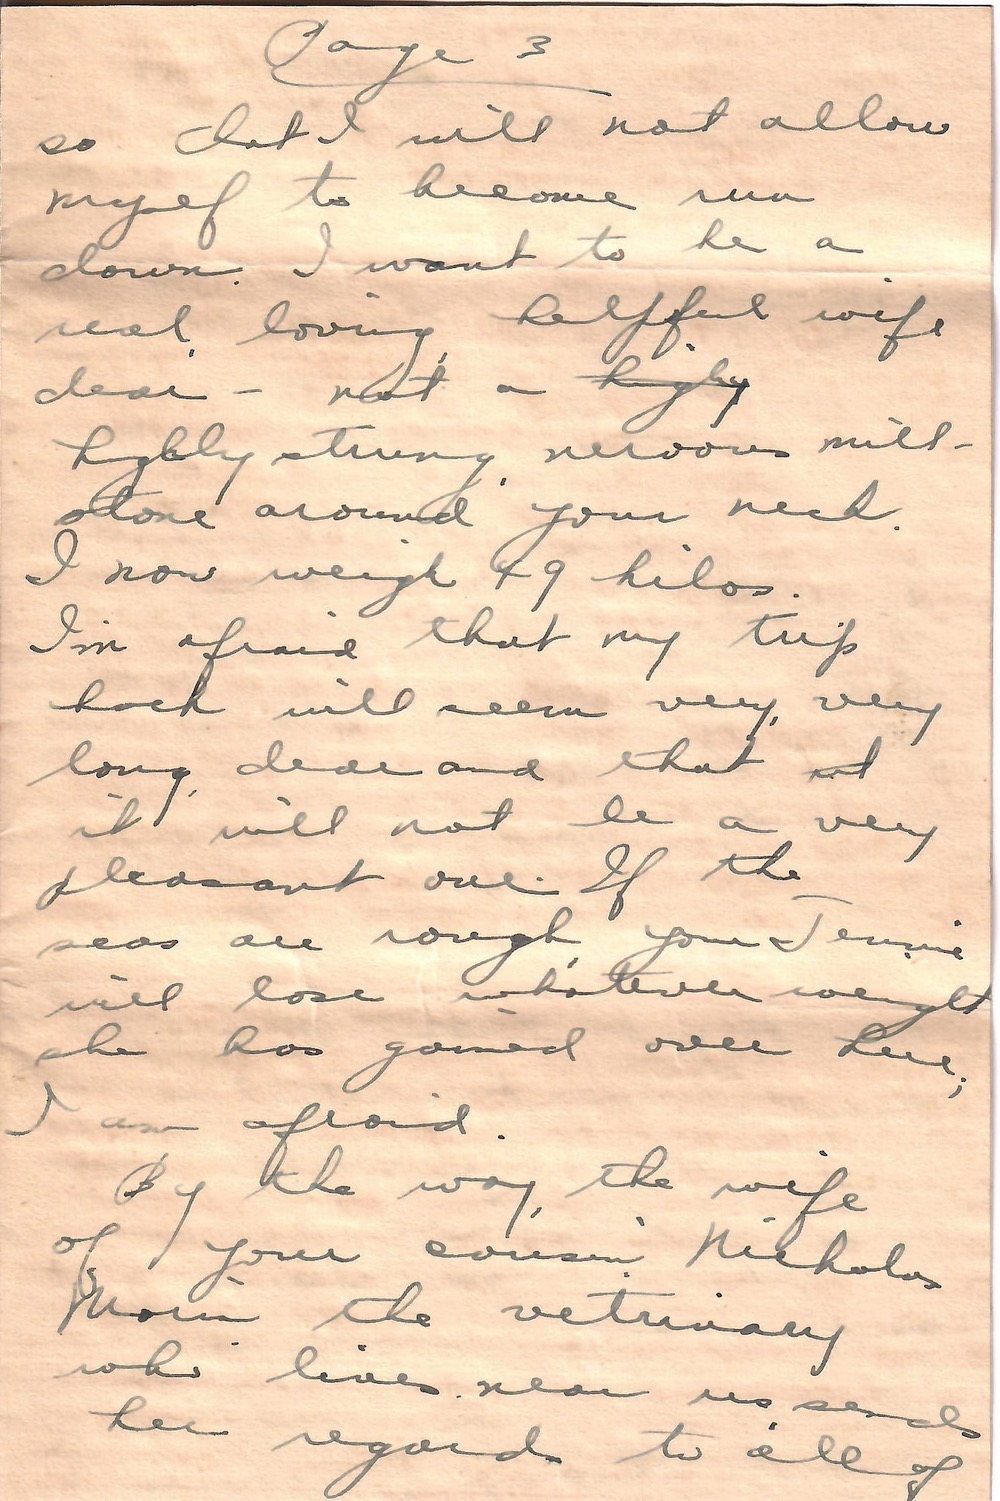 Page 3
so that I will not allow
myself to become run
down. I want to be a
real, loving, helpful wife
dear - not a higly
highly strung, nervous mill-
stone around your neck.
I now weigh 49 kilos.
I'm afraid that my trip
back will seem very, very
long, dear and that it
it will not be a very
pleasant one. If the
seas are rough, your Jennie
will lose whatever weight
she has gained over here,
I am afraid.
By the way, the wife
of your cousin Nicholas
Morin the vetrinary
who lives near us sends
her regards to all of